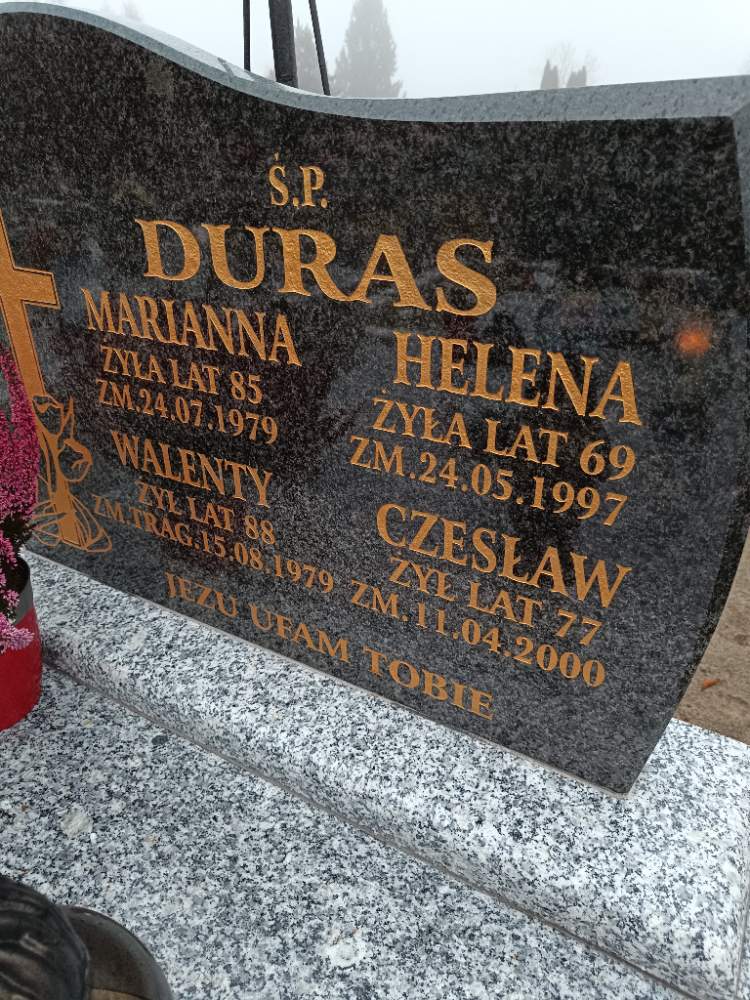 Ś.P.
DURAS
MARIANNA
ŻYŁA LAT 85
ZM.24.07.1979
WALENTY
ŻYŁ LAT 88
ZM.TRAG.15.08.1979
HELENA
ŻYŁA LAT 69
ZM.24.05.1997
CZESŁAW
ŻYŁ LAT 77
ZM.11.04.2000
JEZU UFAM TOBIE